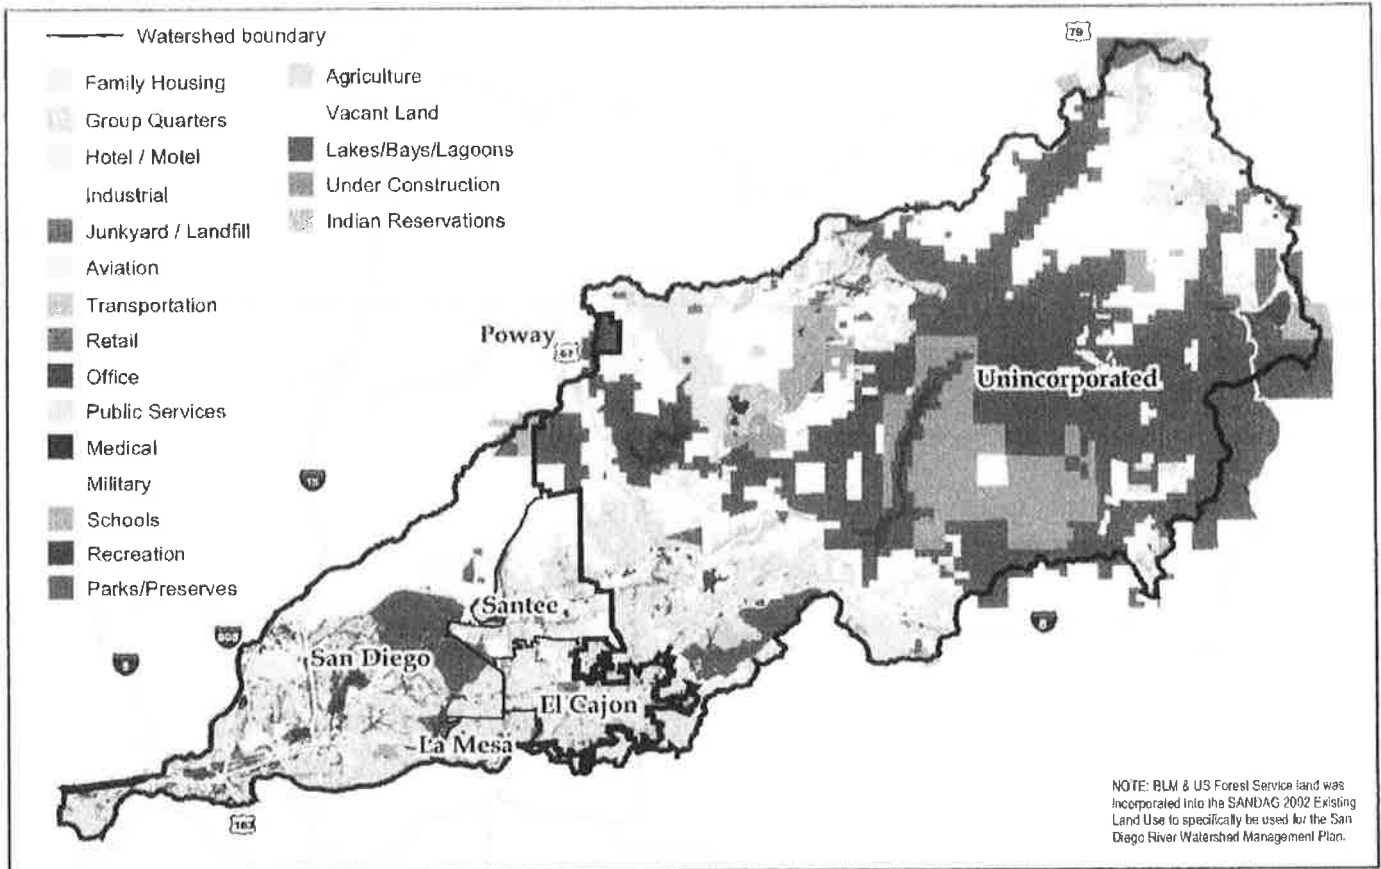 Watershed boundary
Family Housing
Group Quarters
Hotel / Motel
Industrial
Junkyard / Landfill
Aviation
Transportation
Retail
Office
Public Services
Medical
Military
Schools
Recreation
Parks/Preserves
Agriculture
Vacant Land
Lakes/Bays/Lagoons
Under Construction
Indian Reservations
79
Poway
67
Unincorporated
15
Santee
805
San Diego
8
8
El Cajon
La Mesa
163
NOTE: BLM & US Forest Service land was
incorporated into the SANDAG 2002 Existing
Land Use to specifically be used for the San
Diego River Watershed Management Plan.